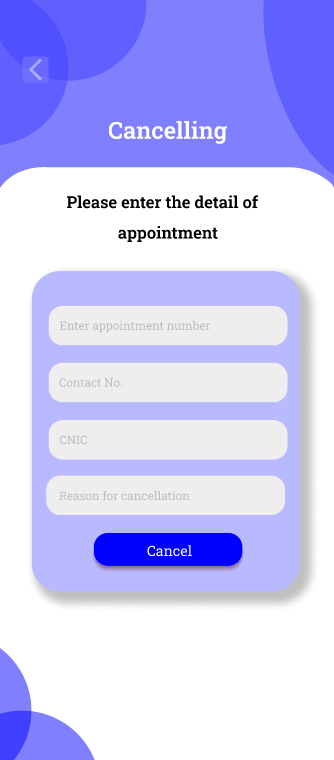 Cancelling
Please enter the detail of
appointment
Enter appointment number
Contact No.
CNIC
Reason for cancellation
Cancel